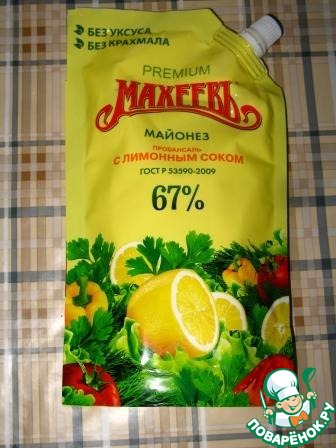 БЕЗ УКСУСА
БЕЗ КРАХМАЛА
PREMIUM
МАХЕЕВЪ
МАЙОНЕЗ
ПРОВАНСАЛЬ
С ЛИМОННЫМ СОКОМ
ГОСТ Р 53590-2009
67%
ПОВАРЁНОК.РУ